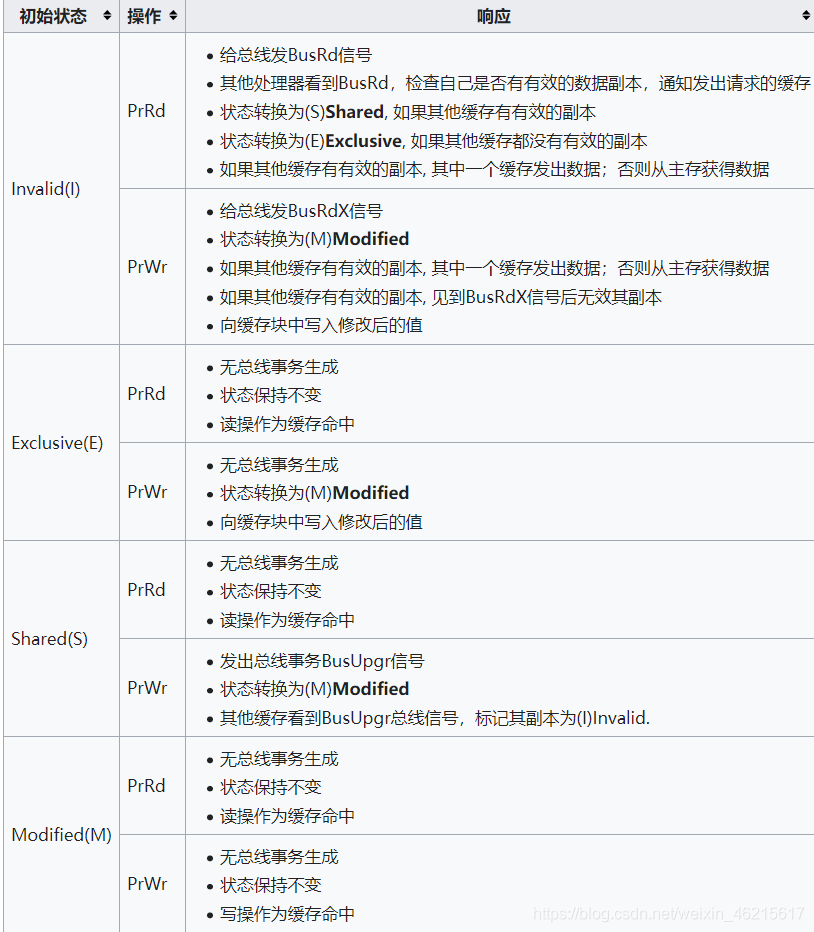 初始状态 操作 响应
Invalid(I)
PrRd
给总线发BusRd信号
其他处理器看到BusRd，检查自己是否有有效的数据副本，通知发出请求的缓存
状态转换为(S)Shared, 如果其他缓存有有效的副本
状态转换为(E)Exclusive, 如果其他缓存都没有有效的副本
如果其他缓存有有效的副本, 其中一个缓存发出数据；否则从主存获得数据
PrWr
给总线发BusRdX信号
状态转换为(M)Modified
如果其他缓存有有效的副本, 其中一个缓存发出数据；否则从主存获得数据
如果其他缓存有有效的副本, 见到BusRdX信号后无效其副本
向缓存块中写入修改后的值
Exclusive(E)
PrRd
无总线事务生成
状态保持不变
读操作为缓存命中
PrWr
无总线事务生成
状态转换为(M)Modified
向缓存块中写入修改后的值
Shared(S)
PrRd
无总线事务生成
状态保持不变
读操作为缓存命中
PrWr
发出总线事务BusUpgr信号
状态转换为(M)Modified
其他缓存看到BusUpgr总线信号，标记其副本为(I)Invalid.
Modified(M)
PrRd
无总线事务生成
状态保持不变
读操作为缓存命中
PrWr
无总线事务生成
状态保持不变
写操作为缓存命中
https://blog.csdn.net/weixin_46215617